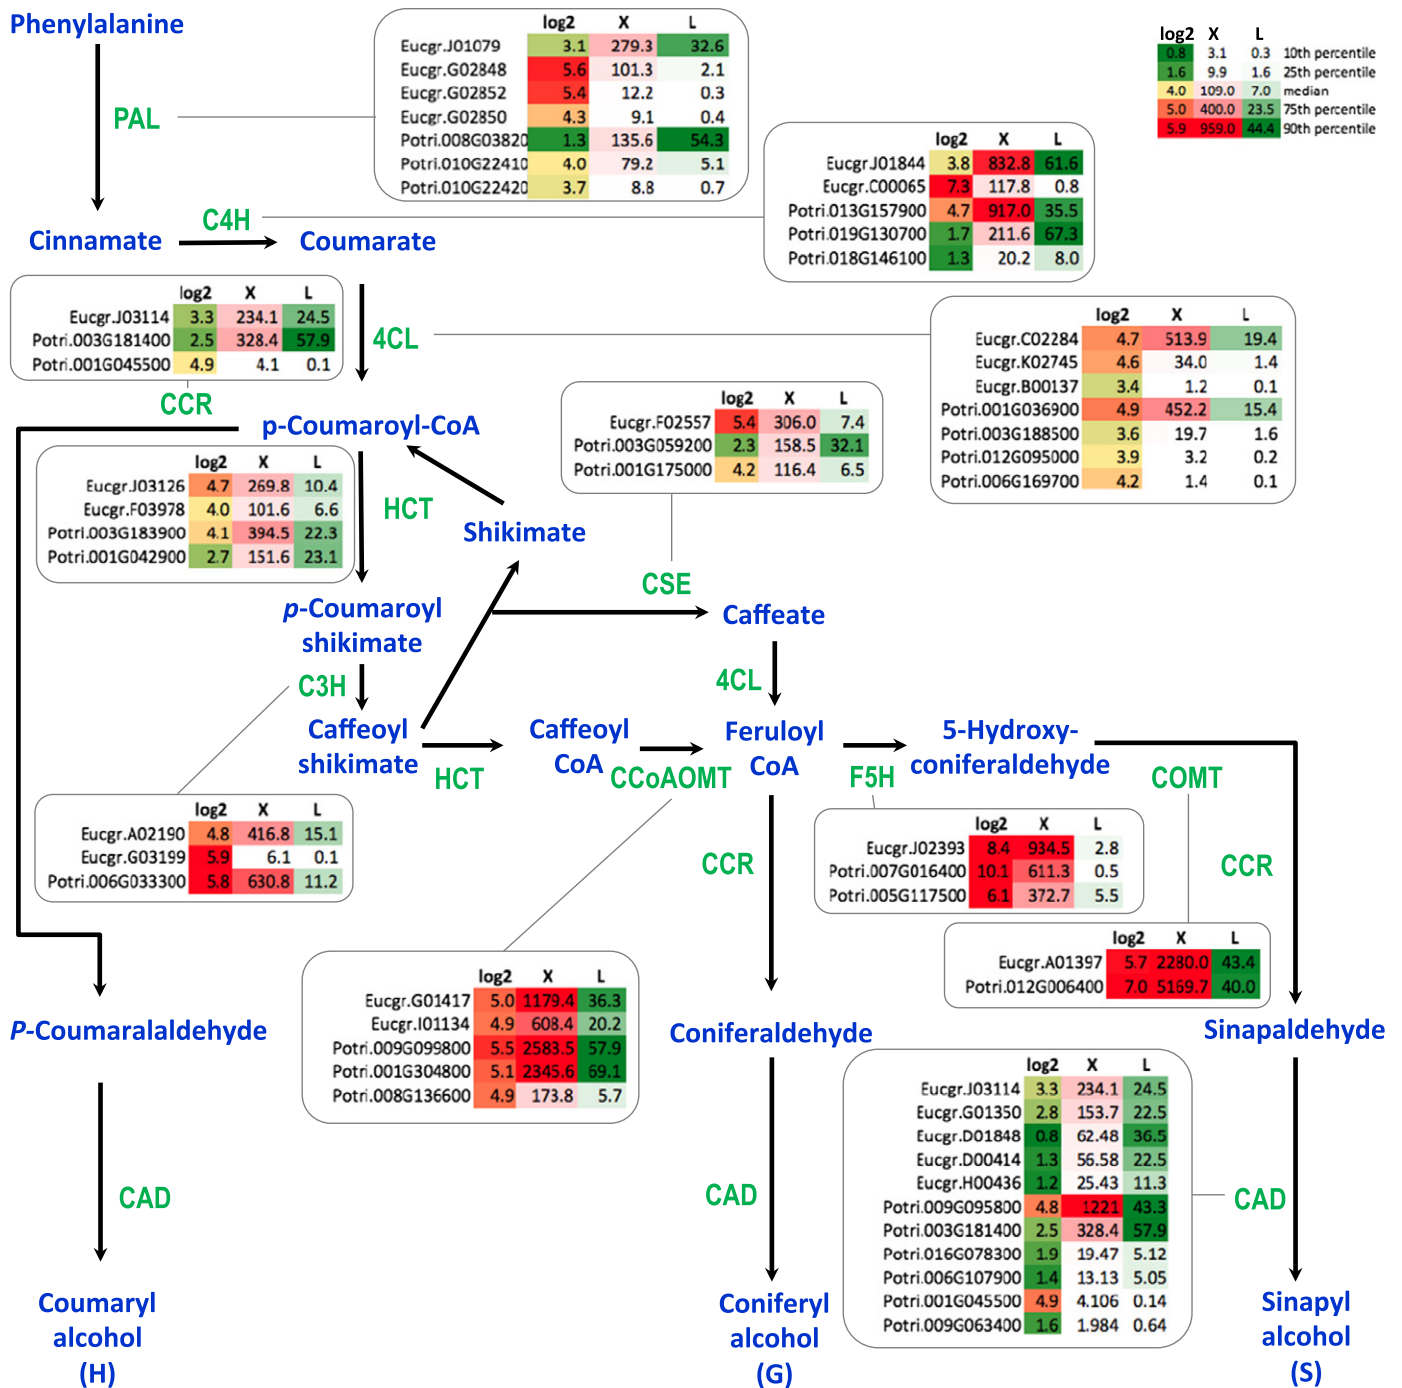 Phenylalanine
log2 X L
Eucgr.J01079 3.1 279.3 32.6
Eucgr.G02848 5.6 101.3 2.1
Eucgr.G02852 5.4 12.2 0.3
Eucgr.G02850 4.3 9.1 0.4
Potri.008G03820 1.3 135.6 54.3
Potri.010G22410 4.0 79.2 5.1
Potri.010G22420 3.7 8.8 0.7
log2 X L
0.8 3.1 0.3 10th percentile
1.6 9.9 1.6 25th percentile
4.0 109.0 7.0 median
5.0 400.0 23.5 75th percentile
5.9 959.0 44.4 90th percentile
PAL
log2 X L
Eucgr.J01844 3.8 832.8 61.6
Eucgr.C00065 7.3 117.8 0.8
Potri.013G157900 4.7 917.0 35.5
Potri.019G130700 1.7 211.6 67.3
Potri.018G146100 1.3 20.2 8.0
C4H
Cinnamate
Coumarate
log2 X L
Eucgr.J03114 3.3 234.1 24.5
Potri.003G181400 2.5 328.4 57.9
Potri.001G045500 4.9 4.1 0.1
CCR
4CL
log2 X L
Eucgr.C02284 4.7 513.9 19.4
Eucgr.K02745 4.6 34.0 1.4
Eucgr.B00137 3.4 1.2 0.1
Potri.001G036900 4.9 452.2 15.4
Potri.003G188500 3.6 19.7 1.6
Potri.012G095000 3.9 3.2 0.2
Potri.006G169700 4.2 1.4 0.1
p-Coumaroyl-CoA
log2 X L
Eucgr.F02557 5.4 306.0 7.4
Potri.003G059200 2.3 158.5 32.1
Potri.001G175000 4.2 116.4 6.5
log2 X L
Eucgr.J03126 4.7 269.8 10.4
Eucgr.F03978 4.0 101.6 6.6
Potri.003G183900 4.1 394.5 22.3
Potri.001G042900 2.7 151.6 23.1
HCT
Shikimate
CSE
p-Coumaroyl
shikimate
Caffeate
C3H
4CL
Caffeoyl
shikimate
HCT
Caffeoyl
CoA
CCoAOMT
Feruloyl
CoA
F5H
5-Hydroxy-
coniferaldehyde
COMT
log2 X L
Eucgr.A02190 4.8 416.8 15.1
Eucgr.G03199 5.9 6.1 0.1
Potri.006G033300 5.8 630.8 11.2
log2 X L
Eucgr.J02393 8.4 934.5 2.8
Potri.007G016400 10.1 611.3 0.5
Potri.005G117500 6.1 372.7 5.5
CCR
CCR
log2 X L
Eucgr.A01397 5.7 2280.0 43.4
Potri.012G006400 7.0 5169.7 40.0
log2 X L
Eucgr.G01417 5.0 1179.4 36.3
Eucgr.I01134 4.9 608.4 20.2
Potri.009G099800 5.5 2583.5 57.9
Potri.001G304800 5.1 2345.6 69.1
Potri.008G136600 4.9 173.8 5.7
P-Coumaralaldehyde
Coniferaldehyde
Sinapaldehyde
log2 X L
Eucgr.J03114 3.3 234.1 24.5
Eucgr.G01350 2.8 153.7 22.5
Eucgr.D01848 0.8 62.48 36.5
Eucgr.D00414 1.3 56.58 22.5
Eucgr.H00436 1.2 25.43 11.3
Potri.009G095800 4.8 1221 43.3
Potri.003G181400 2.5 328.4 57.9
Potri.016G078300 1.9 19.47 5.12
Potri.006G107900 1.4 13.13 5.05
Potri.001G045500 4.9 4.106 0.14
Potri.009G063400 1.6 1.984 0.64
CAD
CAD
CAD
Coumaryl
alcohol
(H)
Coniferyl
alcohol
(G)
Sinapyl
alcohol
(S)